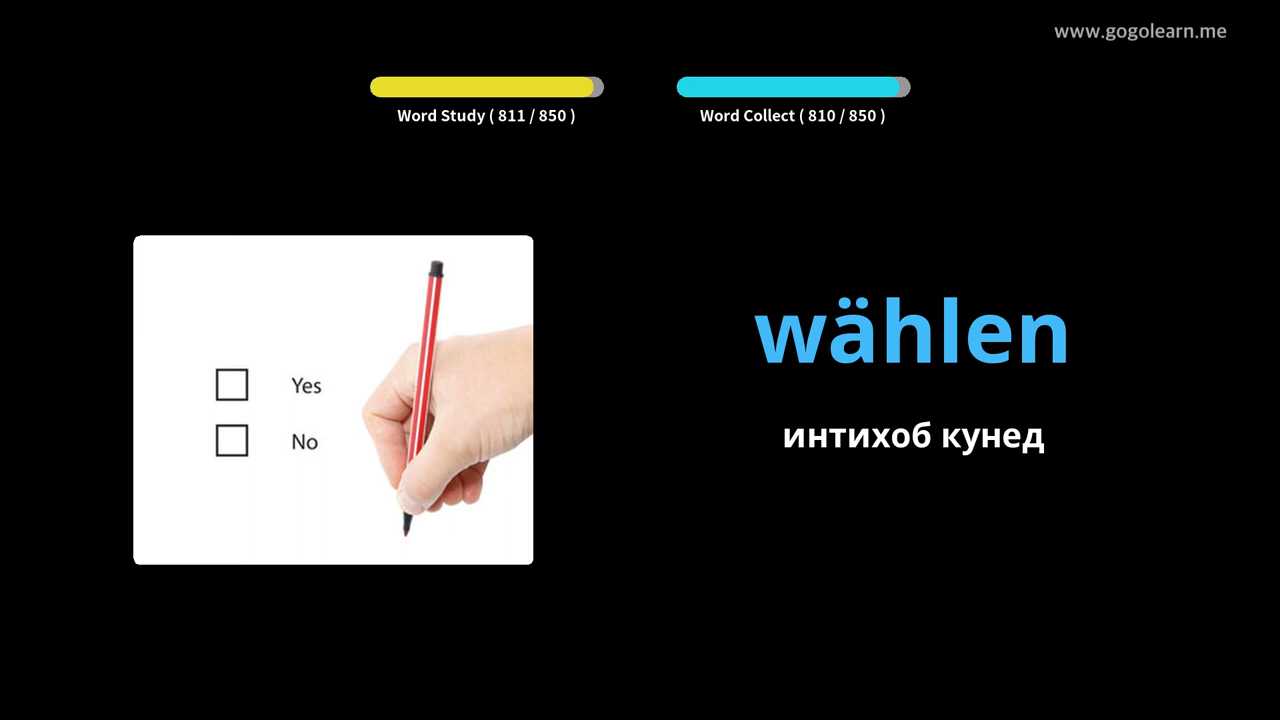 www.gogolearn.me
Word Study ( 811 / 850 )
Word Collect ( 810 / 850 )
Yes
No
wählen
интихоб кунед